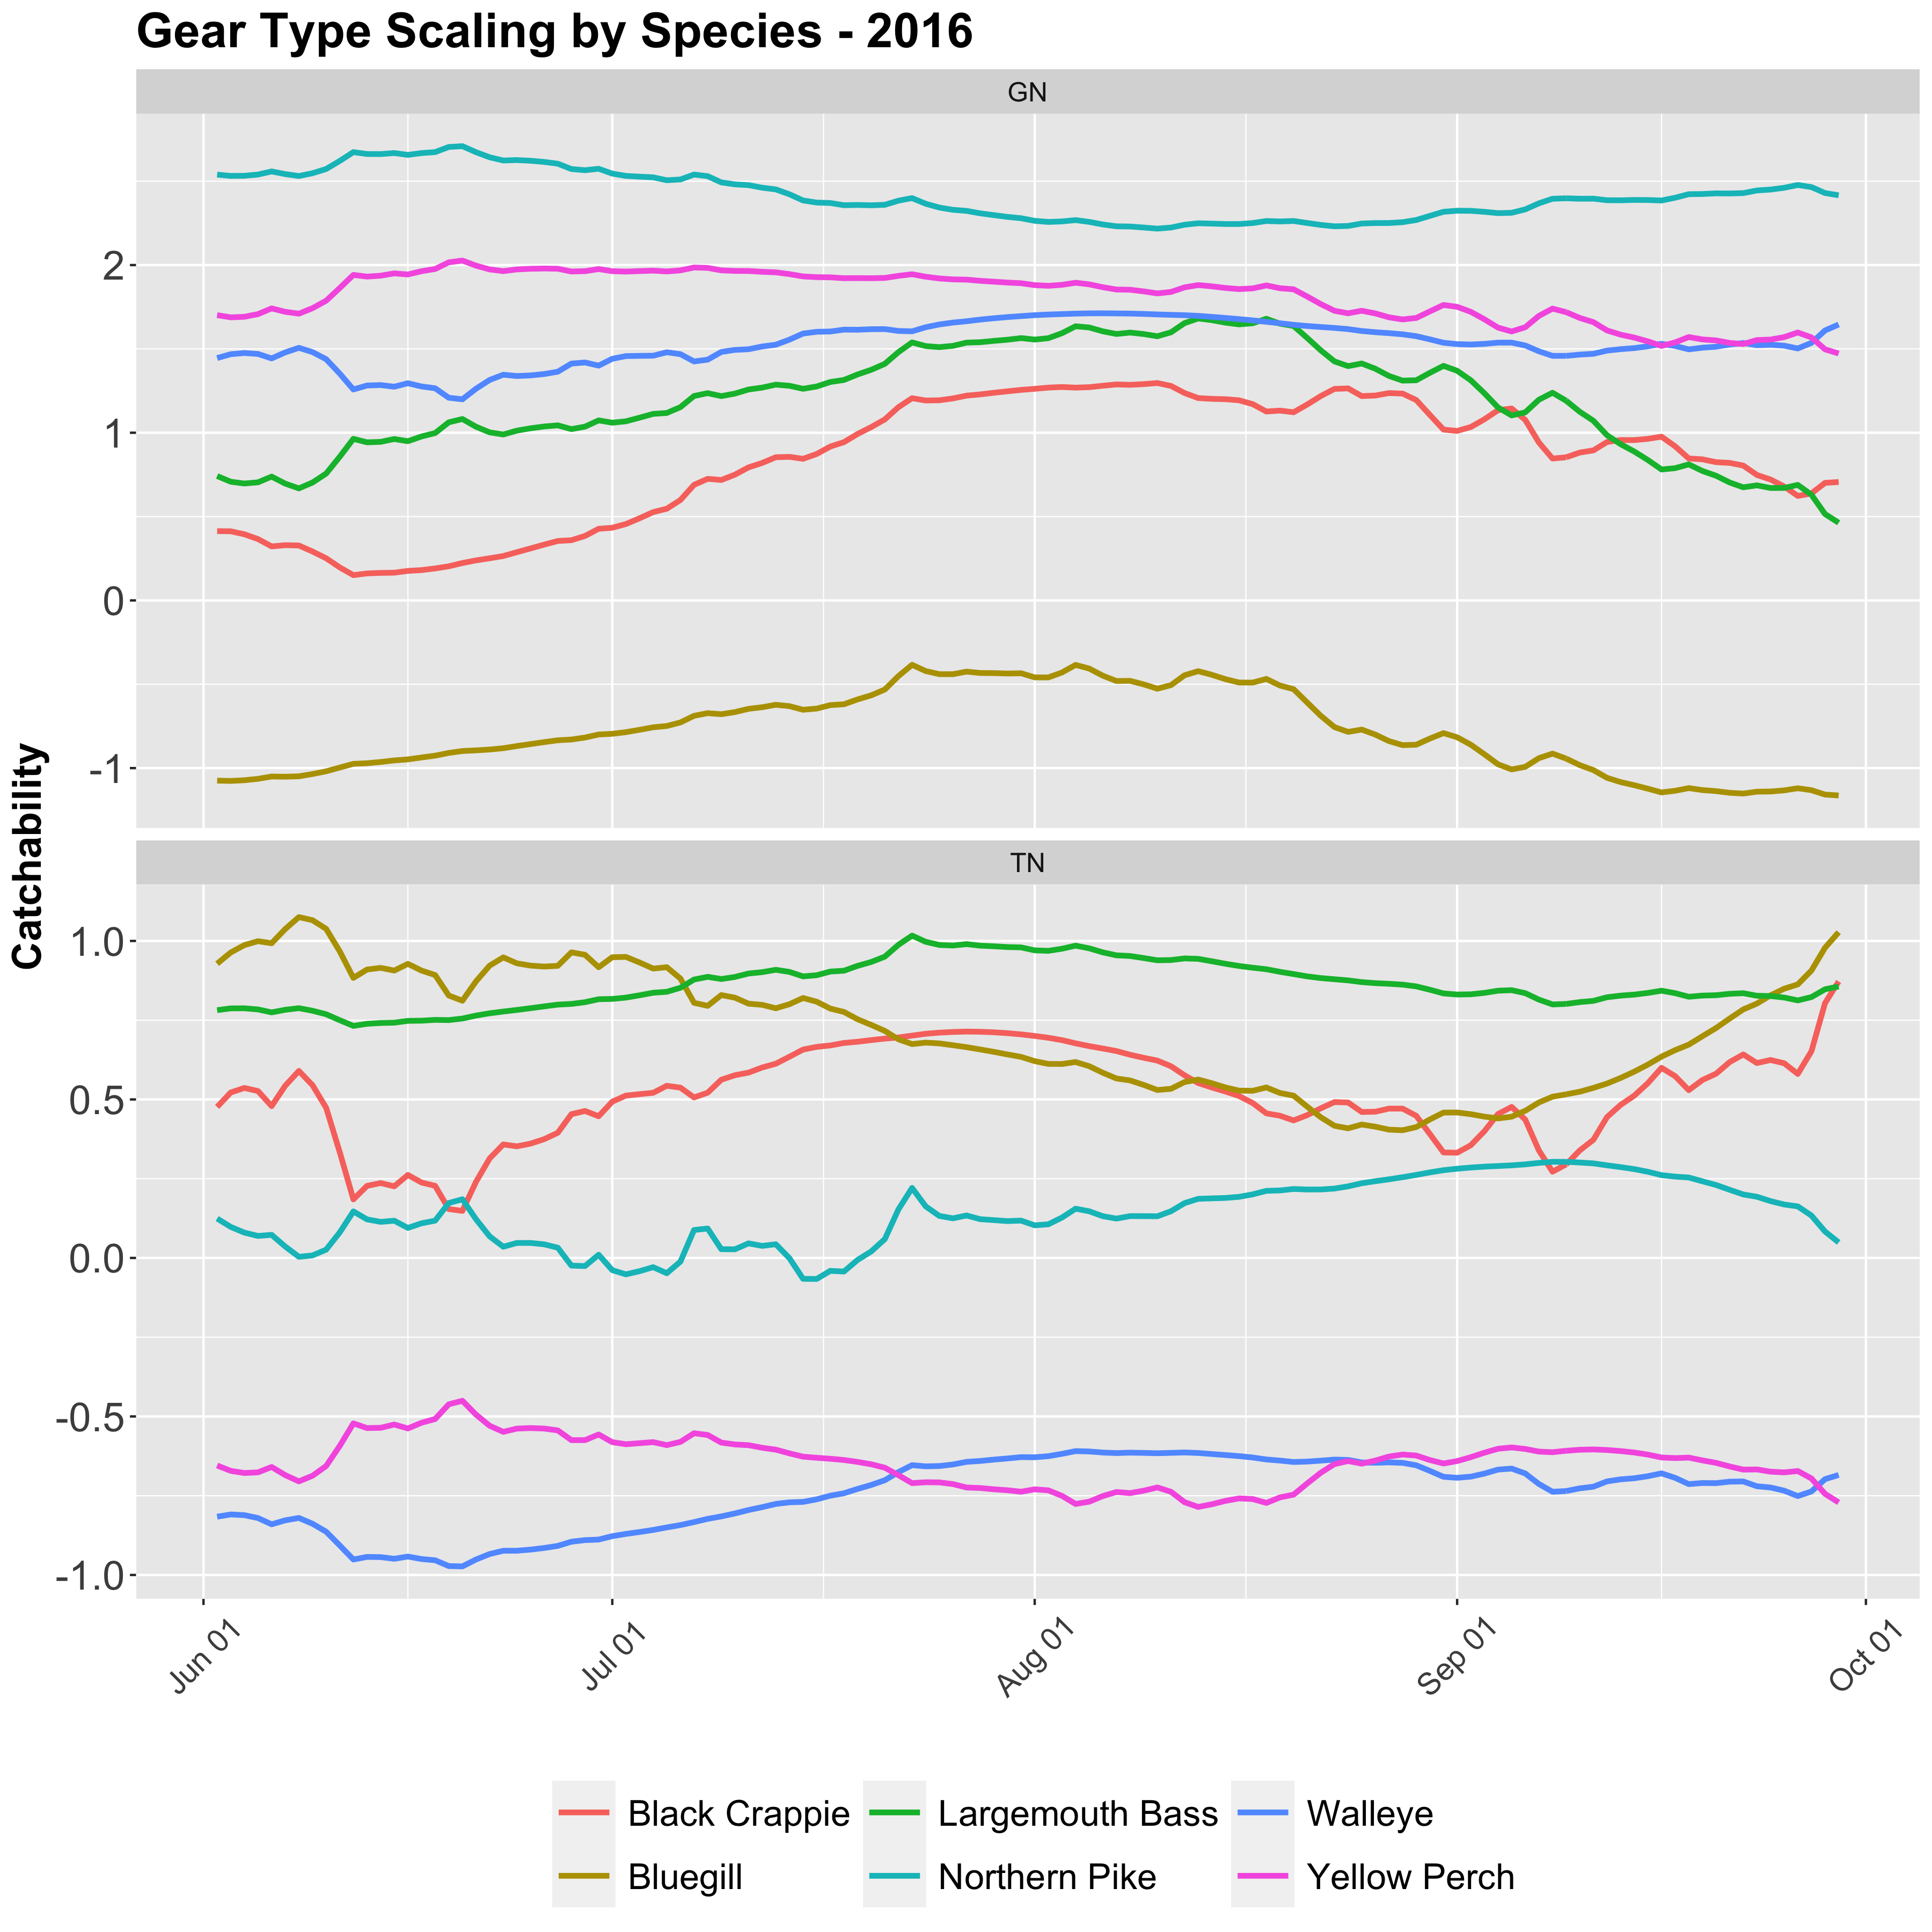 Gear Type Scaling by Species - 2016
GN
2
1
0
-1
Catchability
TN
1.0
0.5
0.0
-0.5
-1.0
Jun 01
Jul 01
Aug 01
Sep 01
Oct 01
Black Crappie
Largemouth Bass
Walleye
Bluegill
Northern Pike
Yellow Perch